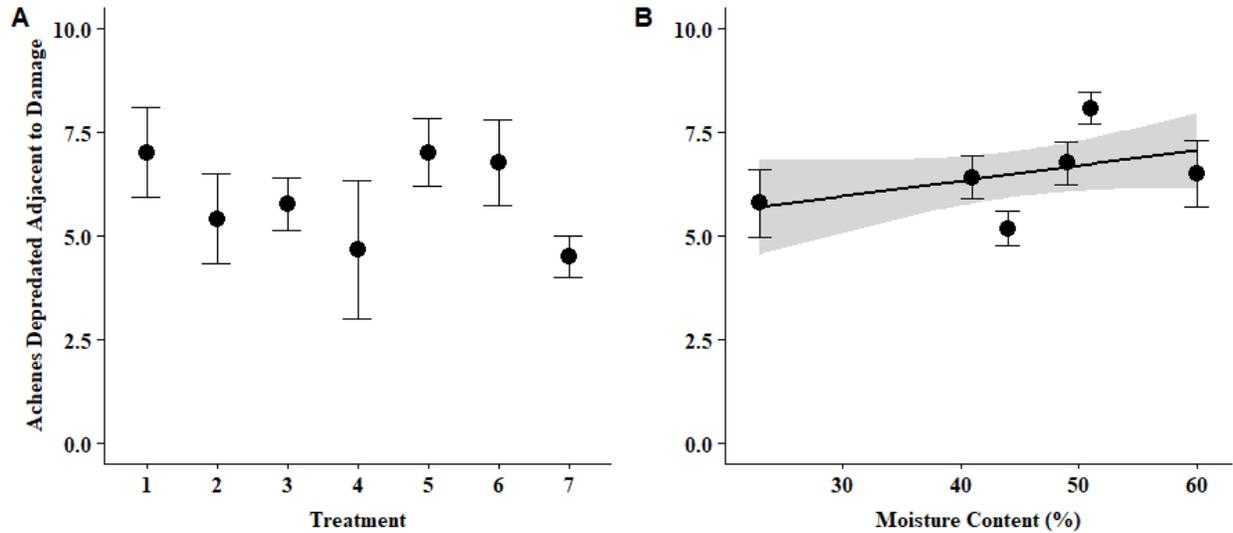 A
Achenes Depredated Adjacent to Damage
10.0
7.5
5.0
2.5
0.0
1 2 3 4 5 6 7
Treatment
B
10.0
7.5
5.0
2.5
0.0
30 40 50 60
Moisture Content (%)